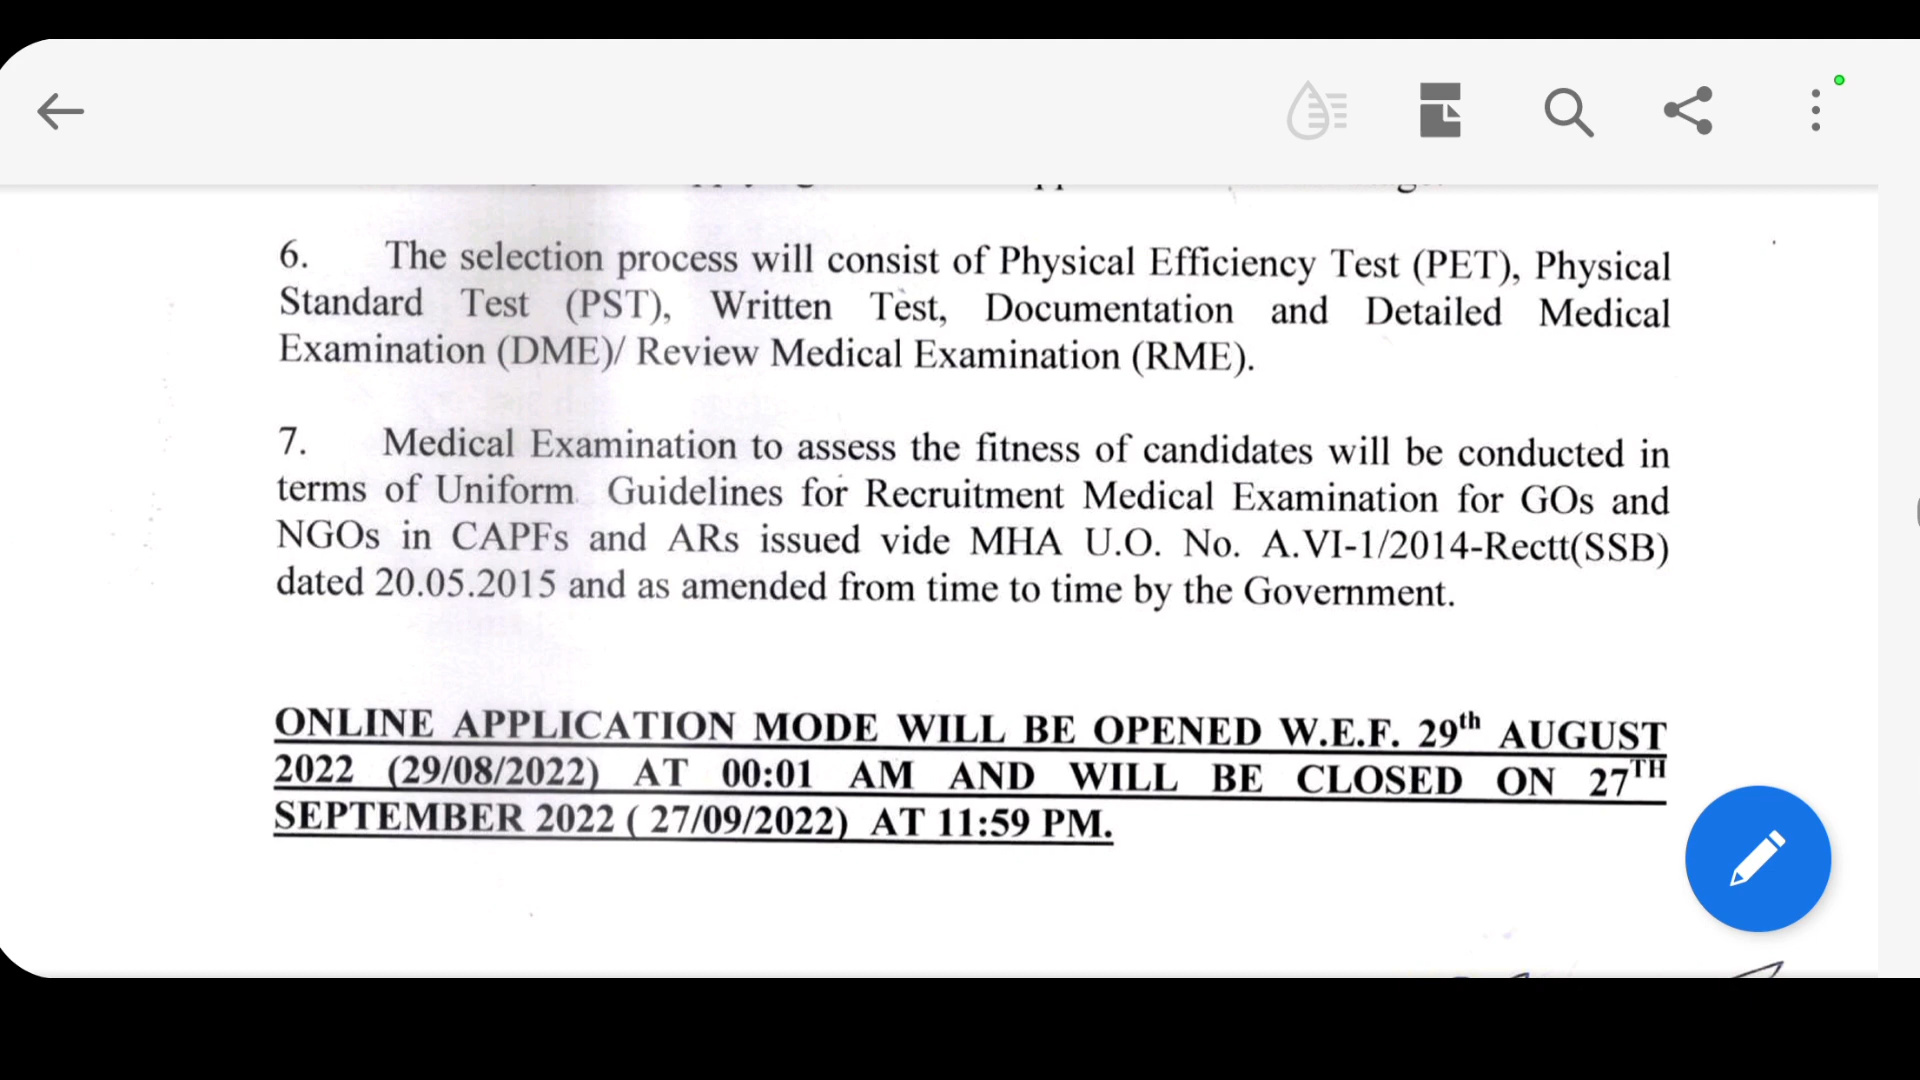 6. The selection process will consist of Physical Efficiency Test (PET), Physical
Standard Test (PST), Written Test, Documentation and Detailed Medical
Examination (DME)/ Review Medical Examination (RME).
7. Medical Examination to assess the fitness of candidates will be conducted in
terms of Uniform Guidelines for Recruitment Medical Examination for GOs and
NGOs in CAPFs and ARs issued vide MHA U.O. No. A.VI-1/2014-Rectt(SSB)
dated 20.05.2015 and as amended from time to time by the Government.
ONLINE APPLICATION MODE WILL BE OPENED W.E.F. 29th AUGUST
2022 (29/08/2022) AT 00:01 AM AND WILL BE CLOSED ON 27TH
SEPTEMBER 2022 ( 27/09/2022) AT 11:59 PM.